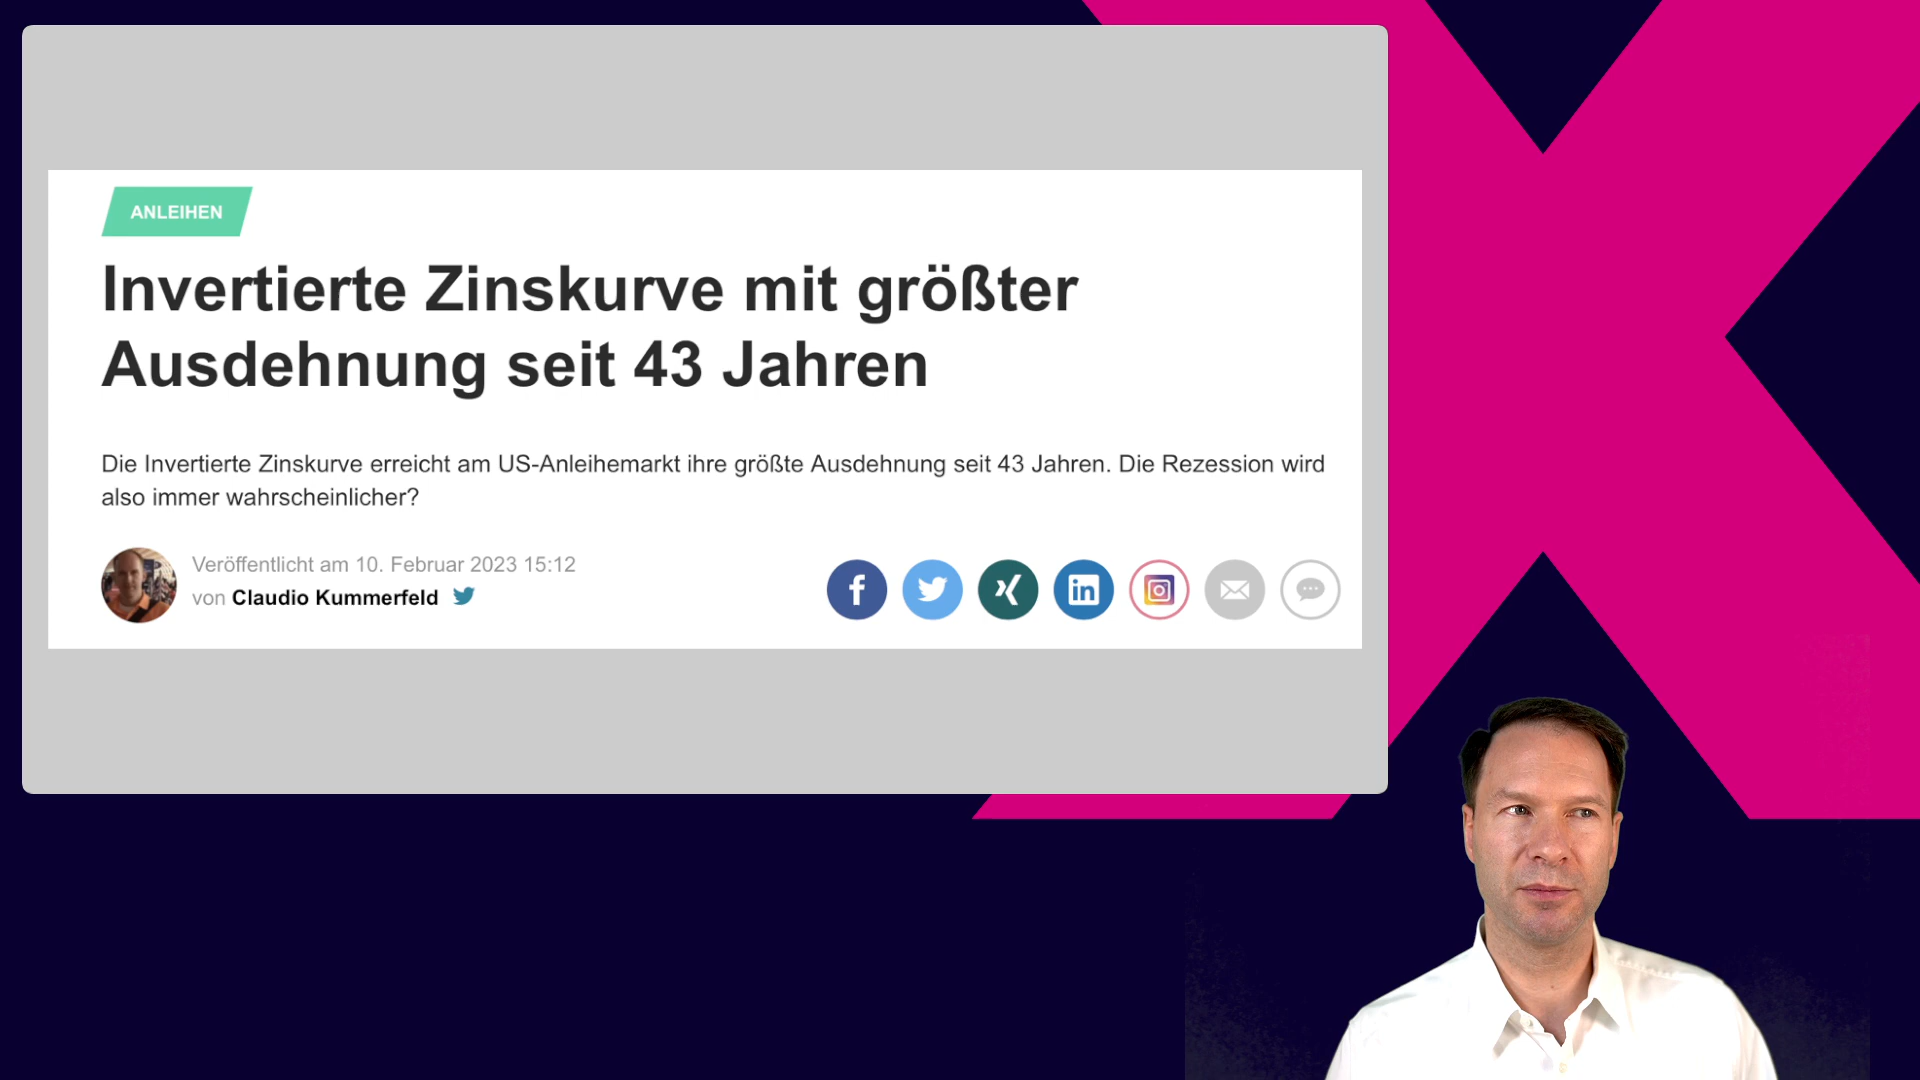 ANLEIHEN
Invertierte Zinskurve mit größter
Ausdehnung seit 43 Jahren
Die Invertierte Zinskurve erreicht am US-Anleihemarkt ihre größte Ausdehnung seit 43 Jahren. Die Rezession wird
also immer wahrscheinlicher?
Veröffentlicht am 10. Februar 2023 15:12
von Claudio Kummerfeld